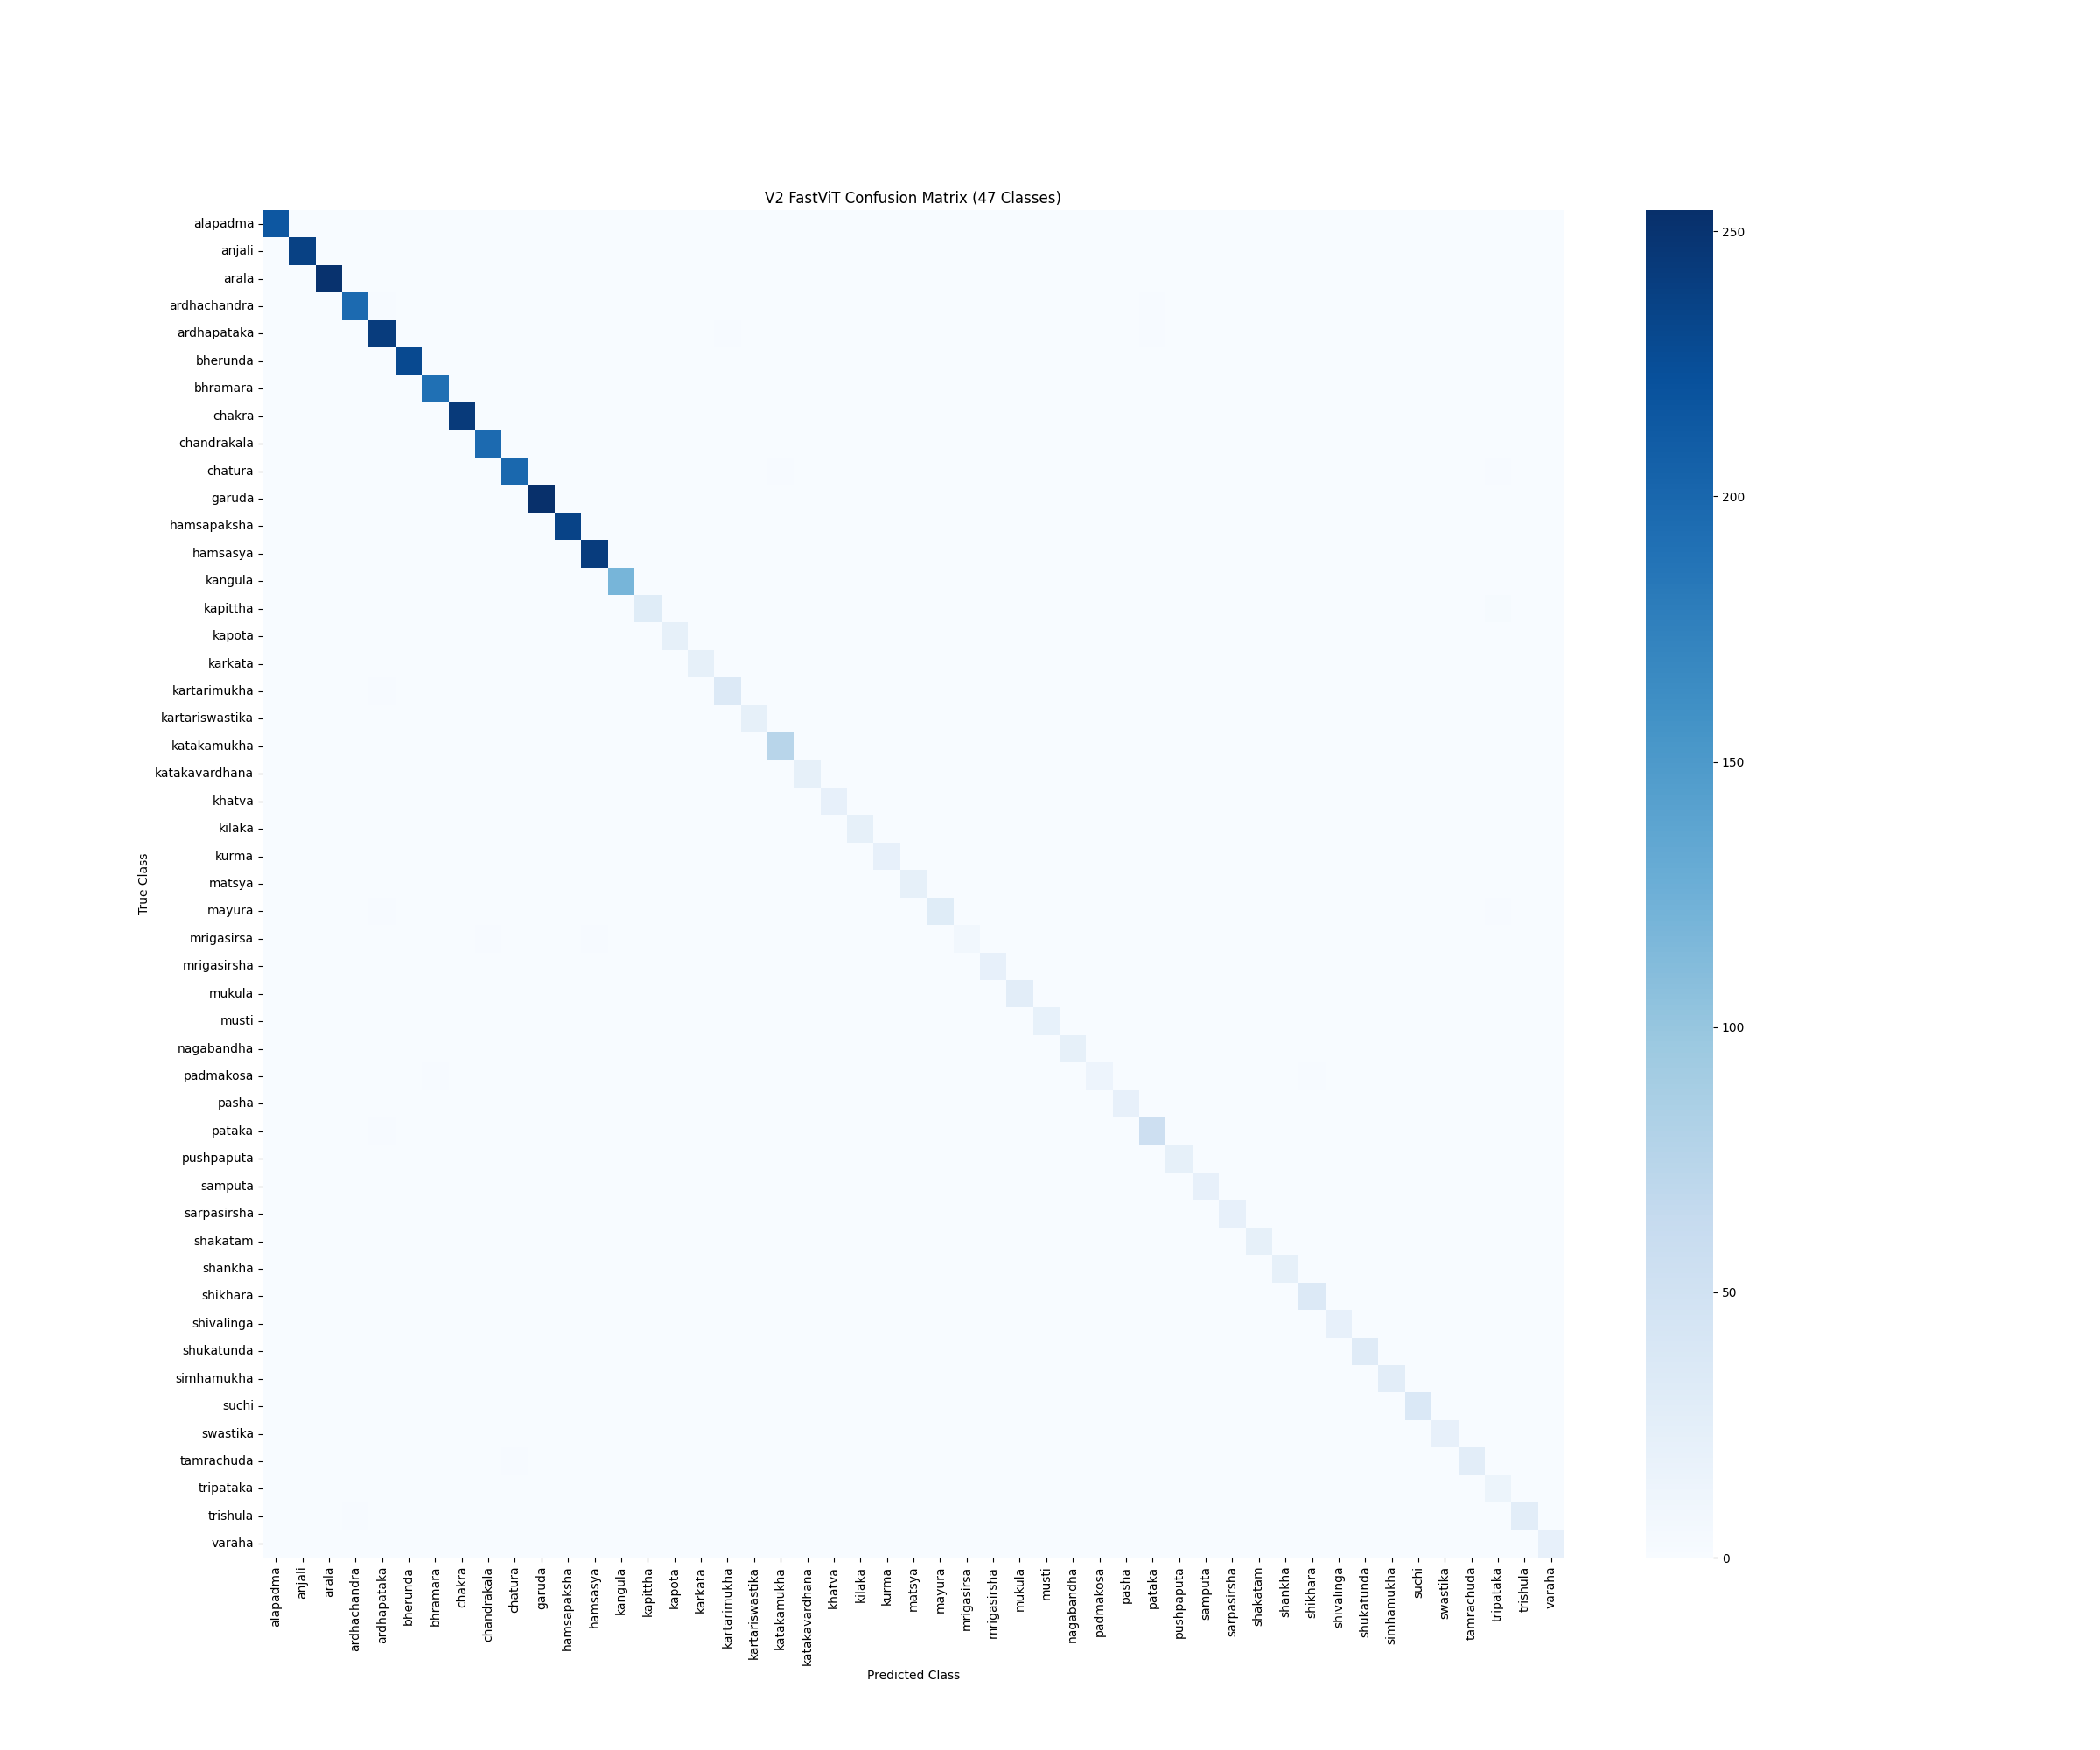 V2 FastViT Confusion Matrix (47 Classes)
alapadma
anjali
arala
ardhachandra
ardhapataka
bherunda
bhramara
chakra
chandrakala
chatura
garuda
hamsapaksha
hamsasya
kangula
kapittha
kapota
karkata
kartarimukha
kartariswastika
katakamukha
katakavardhana
khatva
kilaka
kurma
matsya
mayura
mrigasirsa
mrigasirsha
mukula
musti
nagabandha
padmakosa
pasha
pataka
pushpaputa
samputa
sarpasirsha
shakatam
shankha
shikhara
shivalinga
shukatunda
simhamukha
suchi
swastika
tamrachuda
tripataka
trishula
varaha
True Class
alapadma
anjali
arala
ardhachandra
ardhapataka
bherunda
bhramara
chakra
chandrakala
chatura
garuda
hamsapaksha
hamsasya
kangula
kapittha
kapota
karkata
kartarimukha
kartariswastika
katakamukha
katakavardhana
khatva
kilaka
kurma
matsya
mayura
mrigasirsa
mrigasirsha
mukula
musti
nagabandha
padmakosa
pasha
pataka
pushpaputa
samputa
sarpasirsha
shakatam
shankha
shikhara
shivalinga
shukatunda
simhamukha
suchi
swastika
tamrachuda
tripataka
trishula
varaha
Predicted Class
250
200
150
100
50
0